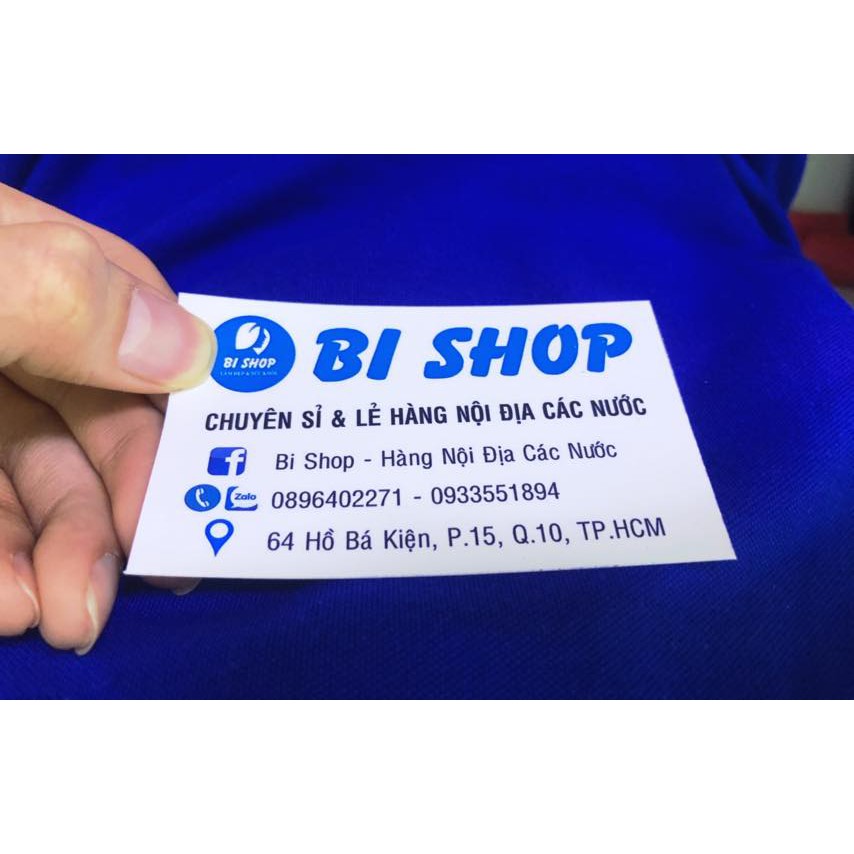 BI SHOP
BI SHOP
CHUYÊN SỈ & LẺ HÀNG NỘI ĐỊA CÁC NƯỚC
Bi Shop - Hàng Nội Địa Các Nước
Zalo
0896402271 - 0933551894
64 Hồ Bá Kiện, P.15, Q.10, TP.HCM